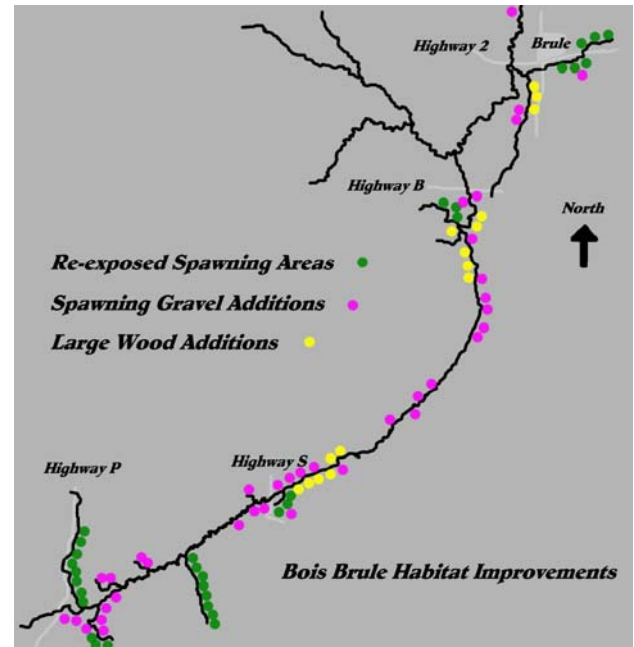 Highway 2
Brule
Highway B
North
Re-exposed Spawning Areas
Spawning Gravel Additions
Large Wood Additions
Highway P
Highway S
Bois Brule Habitat Improvements